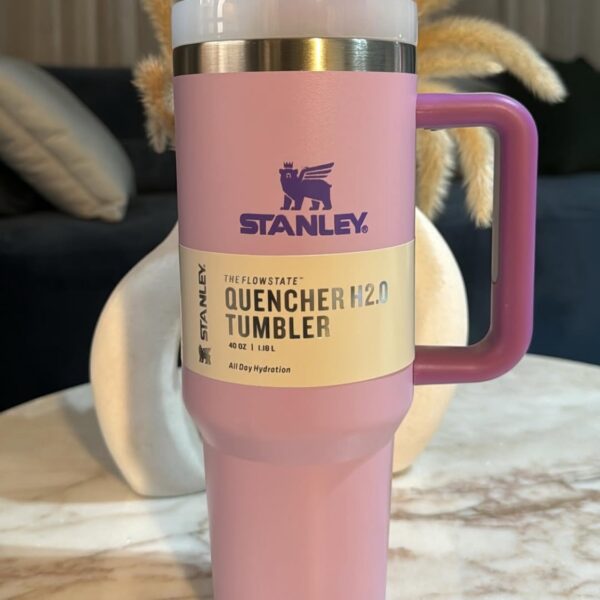 STANLEY®
STANLEY
THE FLOWSTATE™
QUENCHER H2.0
TUMBLER
40 OZ | 1.18 L
All Day Hydration